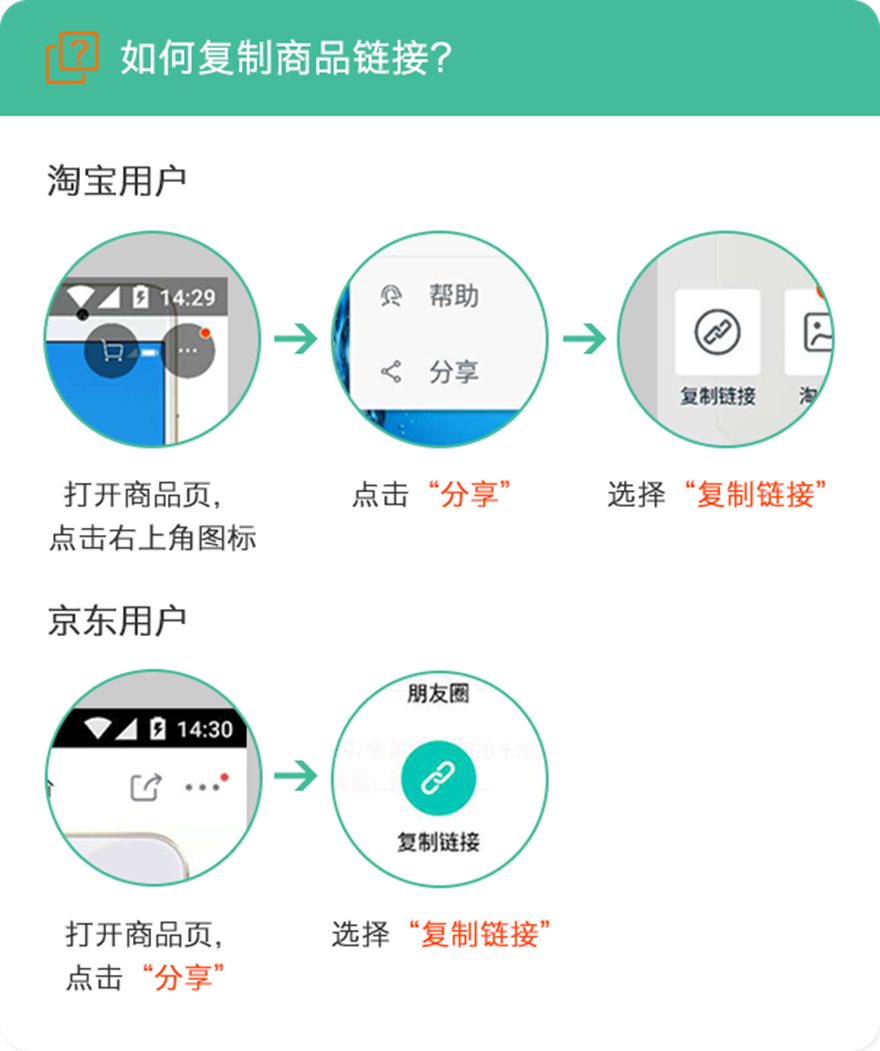 如何复制商品链接?
淘宝用户
14:29
帮助
分享
复制链接
淘
打开商品页,
点击右上角图标
点击 “分享”
选择 “复制链接”
京东用户
14:30
朋友圈
复制链接
打开商品页,
点击 “分享”
选择 “复制链接”